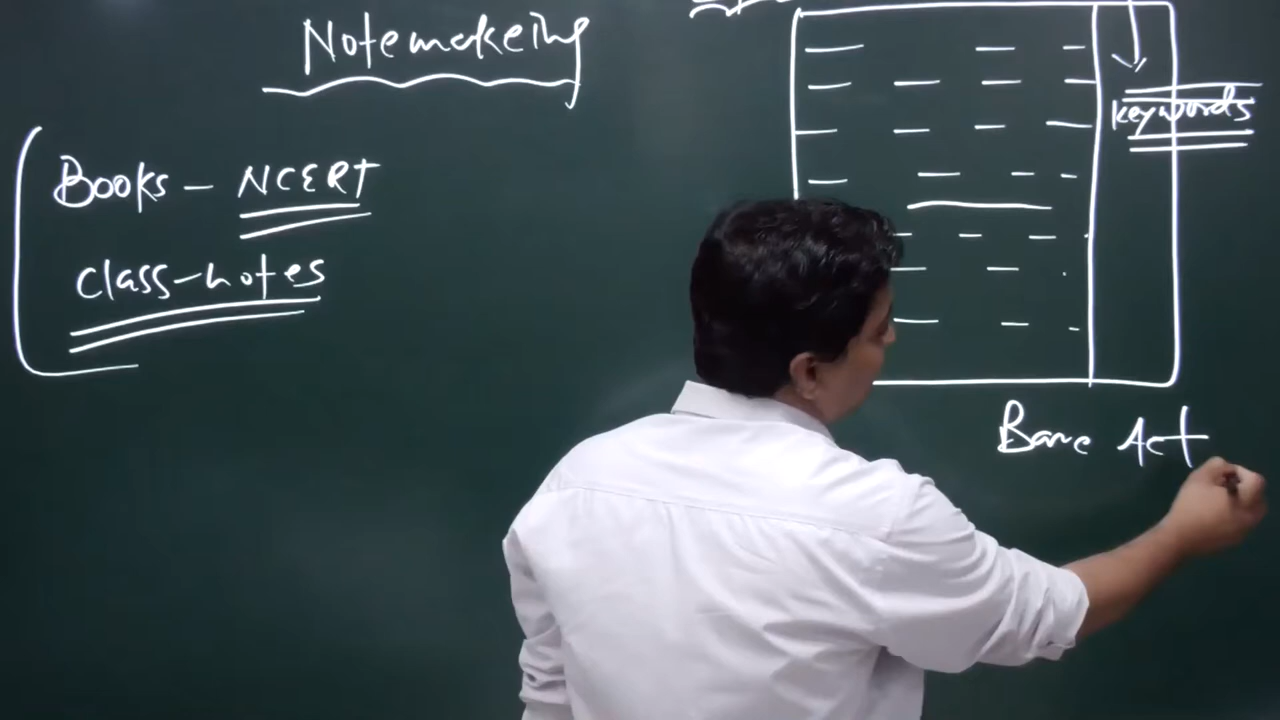 Notemakeing
Books - NCERT
Class-notes
keywords
Bare Act